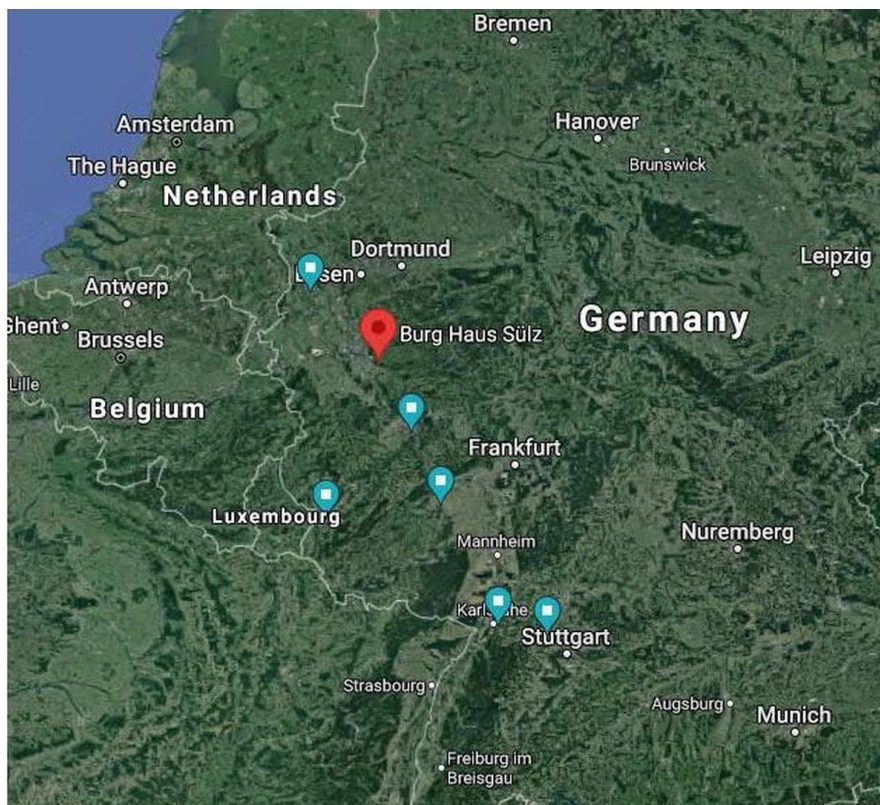 Bremen
Amsterdam
Hanover
Brunswick
The Hague
Netherlands
Dortmund
Leipzig
Antwerp
Germany
Ghent
Burg Haus Sülz
Brussels
Lille
Belgium
Frankfurt
Luxembourg
Nuremberg
Mannheim
Stuttgart
Strasbourg
Augsburg
Munich
Freiburg im
Breisgau